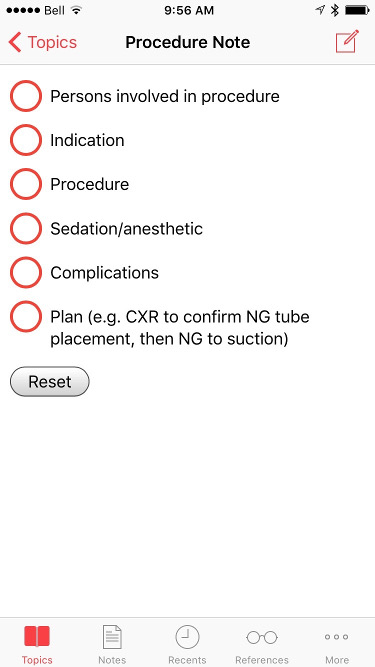 Bell 9:56 AM
Topics Procedure Note
Persons involved in procedure
Indication
Procedure
Sedation/anesthetic
Complications
Plan (e.g. CXR to confirm NG tube
placement, then NG to suction)
Reset
Topics Notes Recents References More